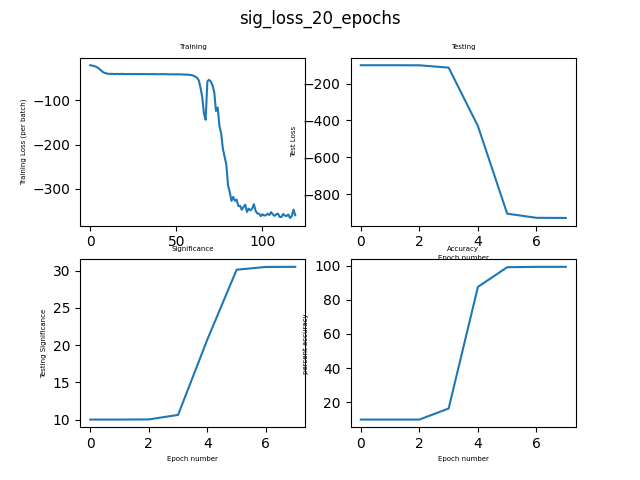 sig_loss_20_epochs
Training
Testing
Training Loss (per batch)
−100
−200
−300
0
50
100
Test Loss
−200
−400
−600
−800
0
2
4
6
Epoch number
Significance
Accuracy
Testing Significance
30
25
20
15
10
0
2
4
6
Epoch number
percent accuracy
100
80
60
40
20
0
2
4
6
Epoch number